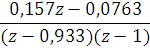 0,157z – 0,0763
(z – 0,933)(z – 1)